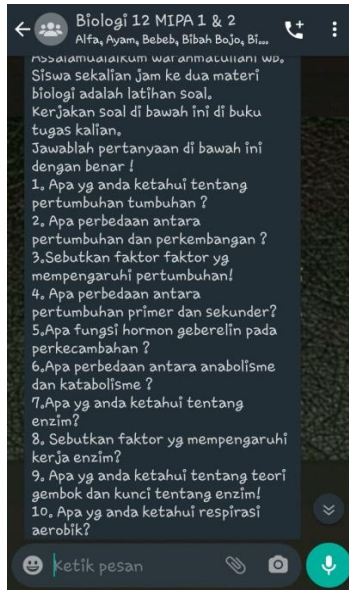 Biologi 12 MIPA 1 & 2
Alfa, Ayam, Bebeb, Bibah Bojo, Bi...
Assalamualaikum warahmatullahi wb.
Siswa sekalian jam ke dua materi
biologi adalah latihan soal.
Kerjakan soal di bawah ini di buku
tugas kalian.
Jawablah pertanyaan di bawah ini
dengan benar !
1. Apa yg anda ketahui tentang
pertumbuhan tumbuhan ?
2. Apa perbedaan antara
pertumbuhan dan perkembangan ?
3.Sebutkan faktor faktor yg
mempengaruhi pertumbuhan!
4. Apa perbedaan antara
pertumbuhan primer dan sekunder?
5.Apa fungsi hormon geberelin pada
perkecambahan ?
6.Apa perbedaan antara anabolisme
dan katabolisme ?
7.Apa yg anda ketahui tentang
enzim?
8. Sebutkan faktor yg mempengaruhi
kerja enzim?
9. Apa yg anda ketahui tentang teori
gembok dan kunci tentang enzim!
10. Apa yg anda ketahui respirasi
aerobik?
Ketik pesan